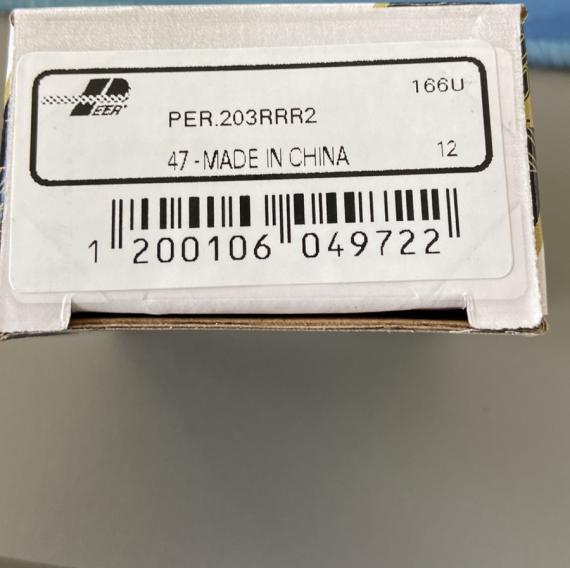 PEER
166U
PER.203RRR2
47 - MADE IN CHINA
12
1 200106 049722